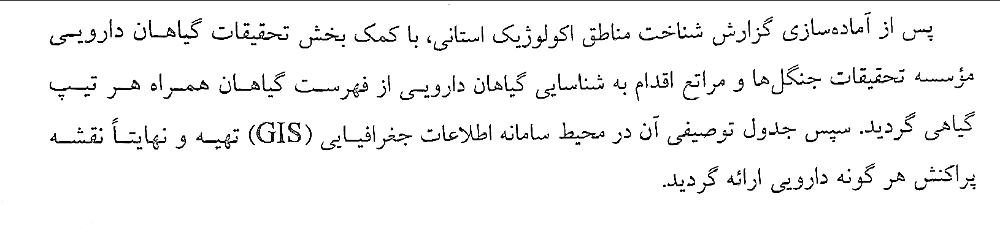 پس از آماده‌سازی گزارش شناخت مناطق اکولوژیک استانی، با کمک بخش تحقیقات گیاهان دارویی
مؤسسه تحقیقات جنگل‌ها و مراتع اقدام به شناسایی گیاهان دارویی از فهرست گیاهان همراه هر تیپ
گیاهی گردید. سپس جدول توصیفی آن در محیط سامانه اطلاعات جغرافیایی (GIS) تهیه و نهایتاً نقشه
پراکنش هر گونه دارویی ارائه گردید.